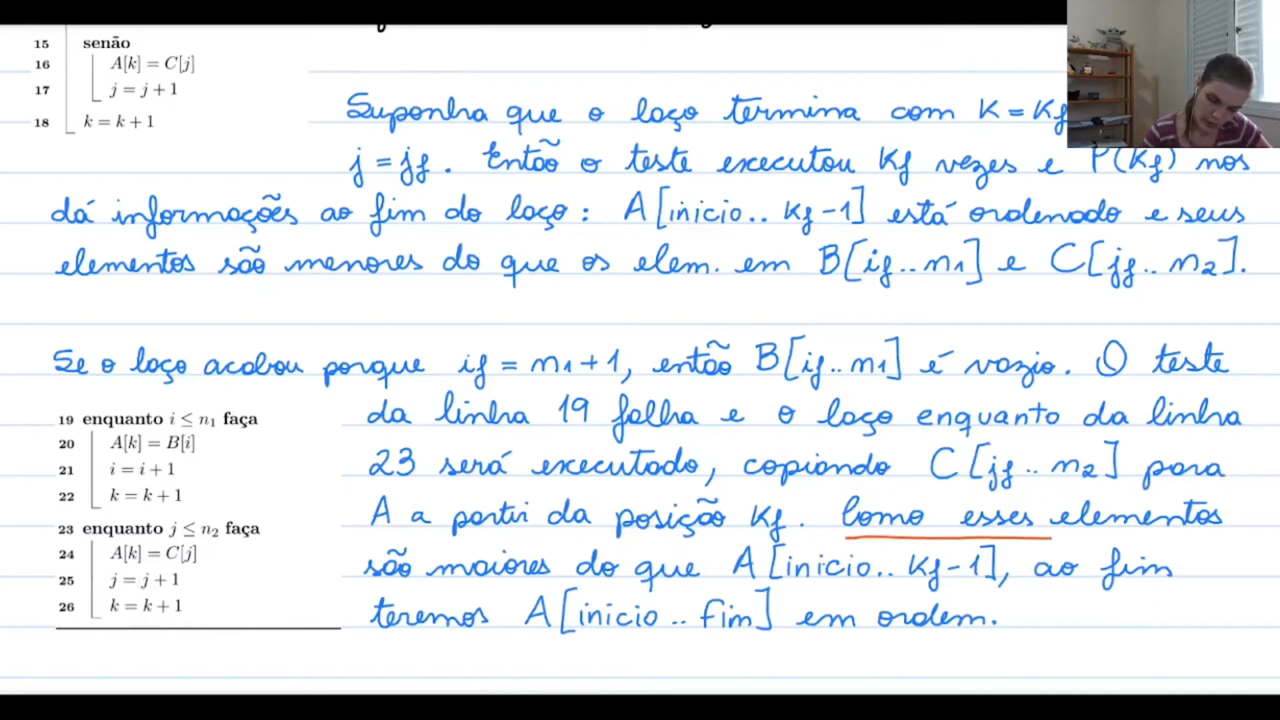 15 senão
16 A[k] = C[j]
17 j = j + 1
18 k = k + 1
Suponha que o laço termina com k = kf
j = jf. Então o teste executou kf vezes e P(kf) nos
dá informações ao fim do laço: A[inicio.. kf-1] está ordenado e seus
elementos são menores do que os elem. em B[if..n1] e C[jf..n2].
Se o laço acabou porque if = n1+1, então B[if..n1] é vazio. O teste
da linha 19 falha e o laço enquanto da linha
23 será executado, copiando C[jf..n2] para
A a partir da posição kf. Como esses elementos
são maiores do que A[inicio.. kf-1], ao fim
teremos A[inicio .. fim] em ordem.
19 enquanto i ≤ n₁ faça
20 A[k] = B[i]
21 i = i + 1
22 k = k + 1
23 enquanto j ≤ n₂ faça
24 A[k] = C[j]
25 j = j + 1
26 k = k + 1